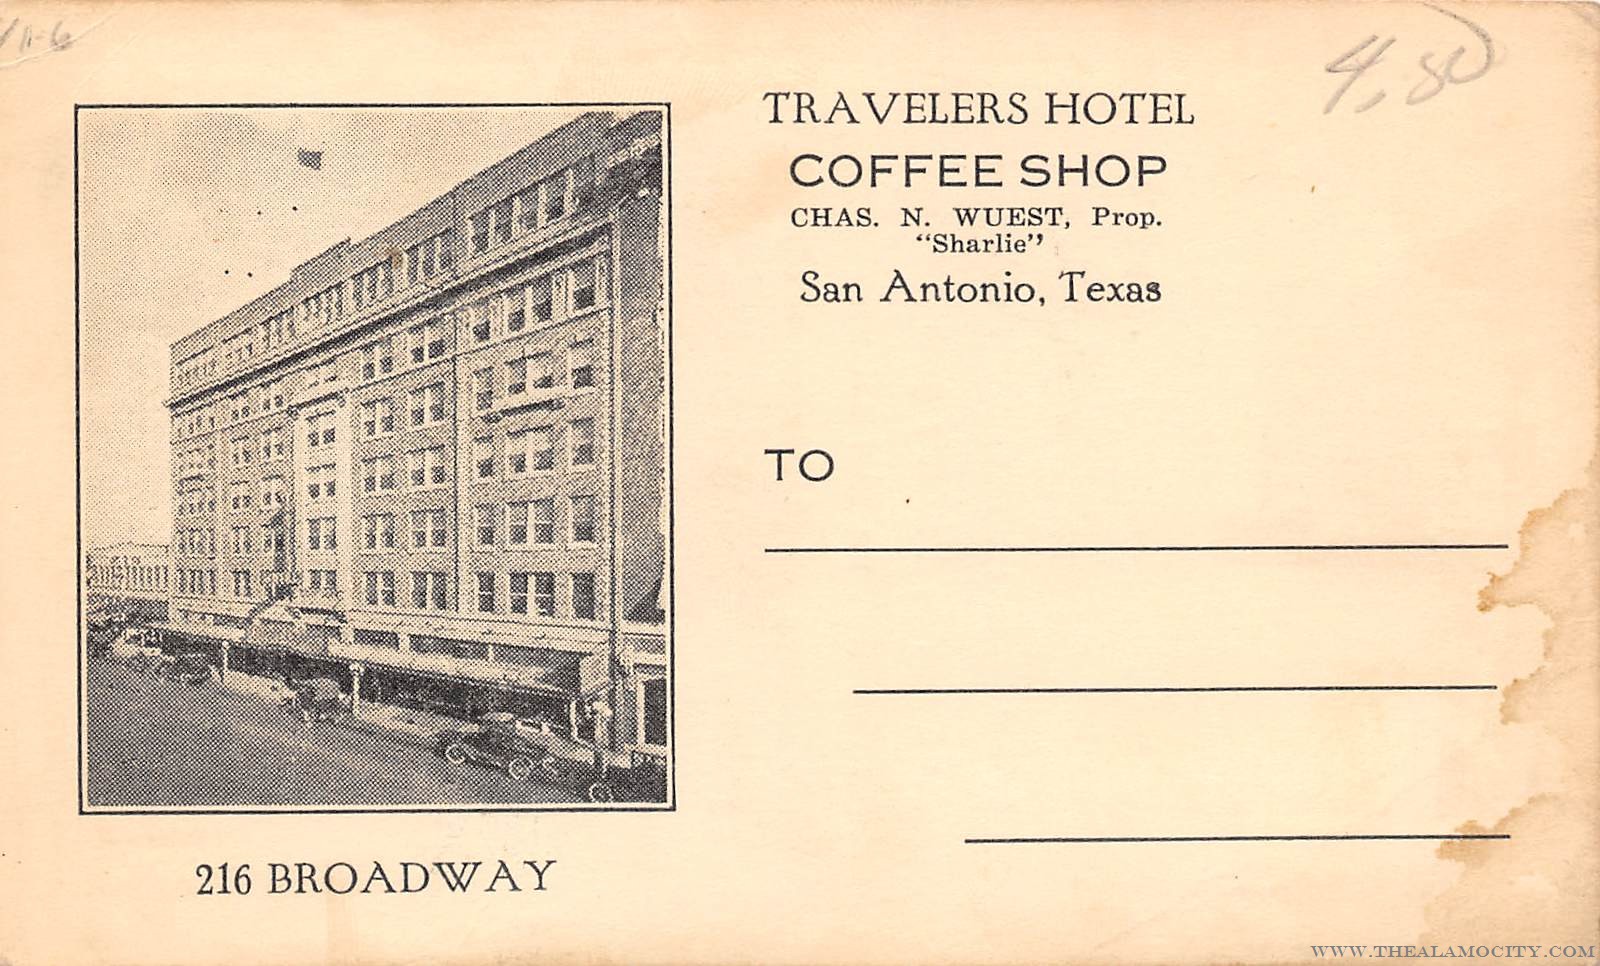 4,80
TRAVELERS HOTEL
COFFEE SHOP
CHAS. N. WUEST, Prop.
"Sharlie"
San Antonio, Texas
TO
216 BROADWAY
WWW.THEALAMOCITY.COM